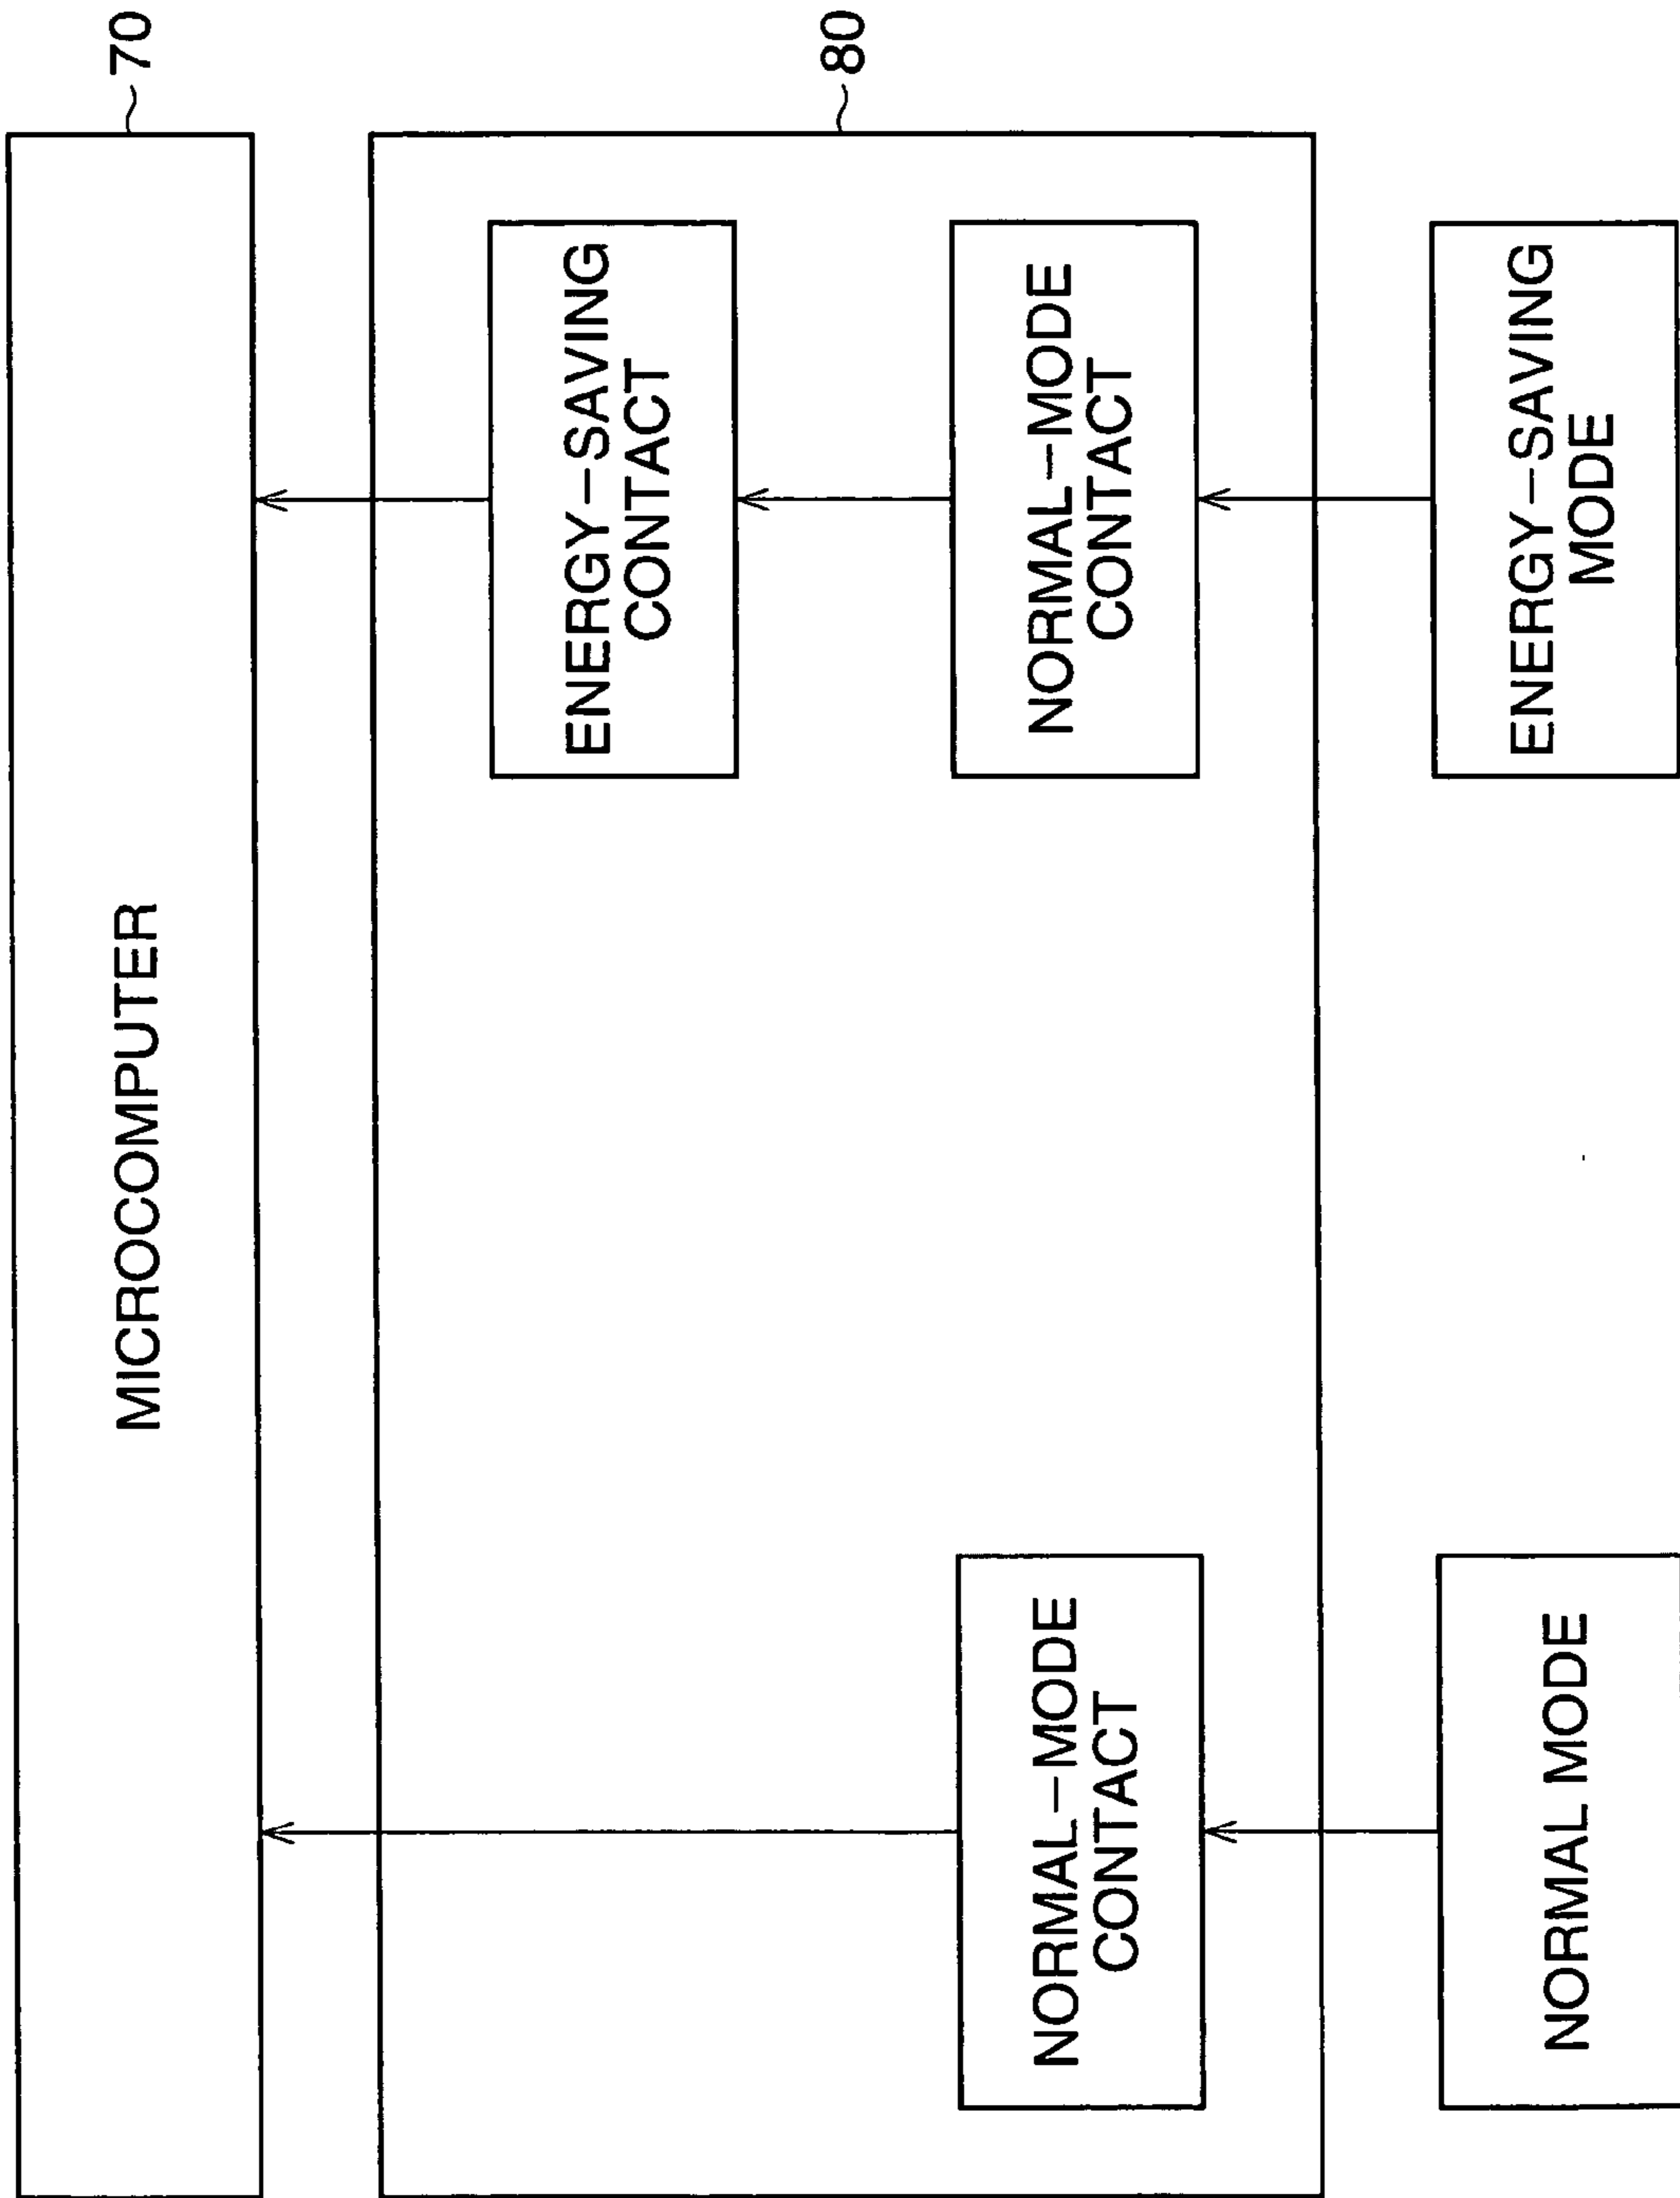 MICROCOMPUTER
70
ENERGY-SAVING
CONTACT
80
NORMAL-MODE
CONTACT
NORMAL-MODE
CONTACT
NORMAL MODE
ENERGY-SAVING
MODE